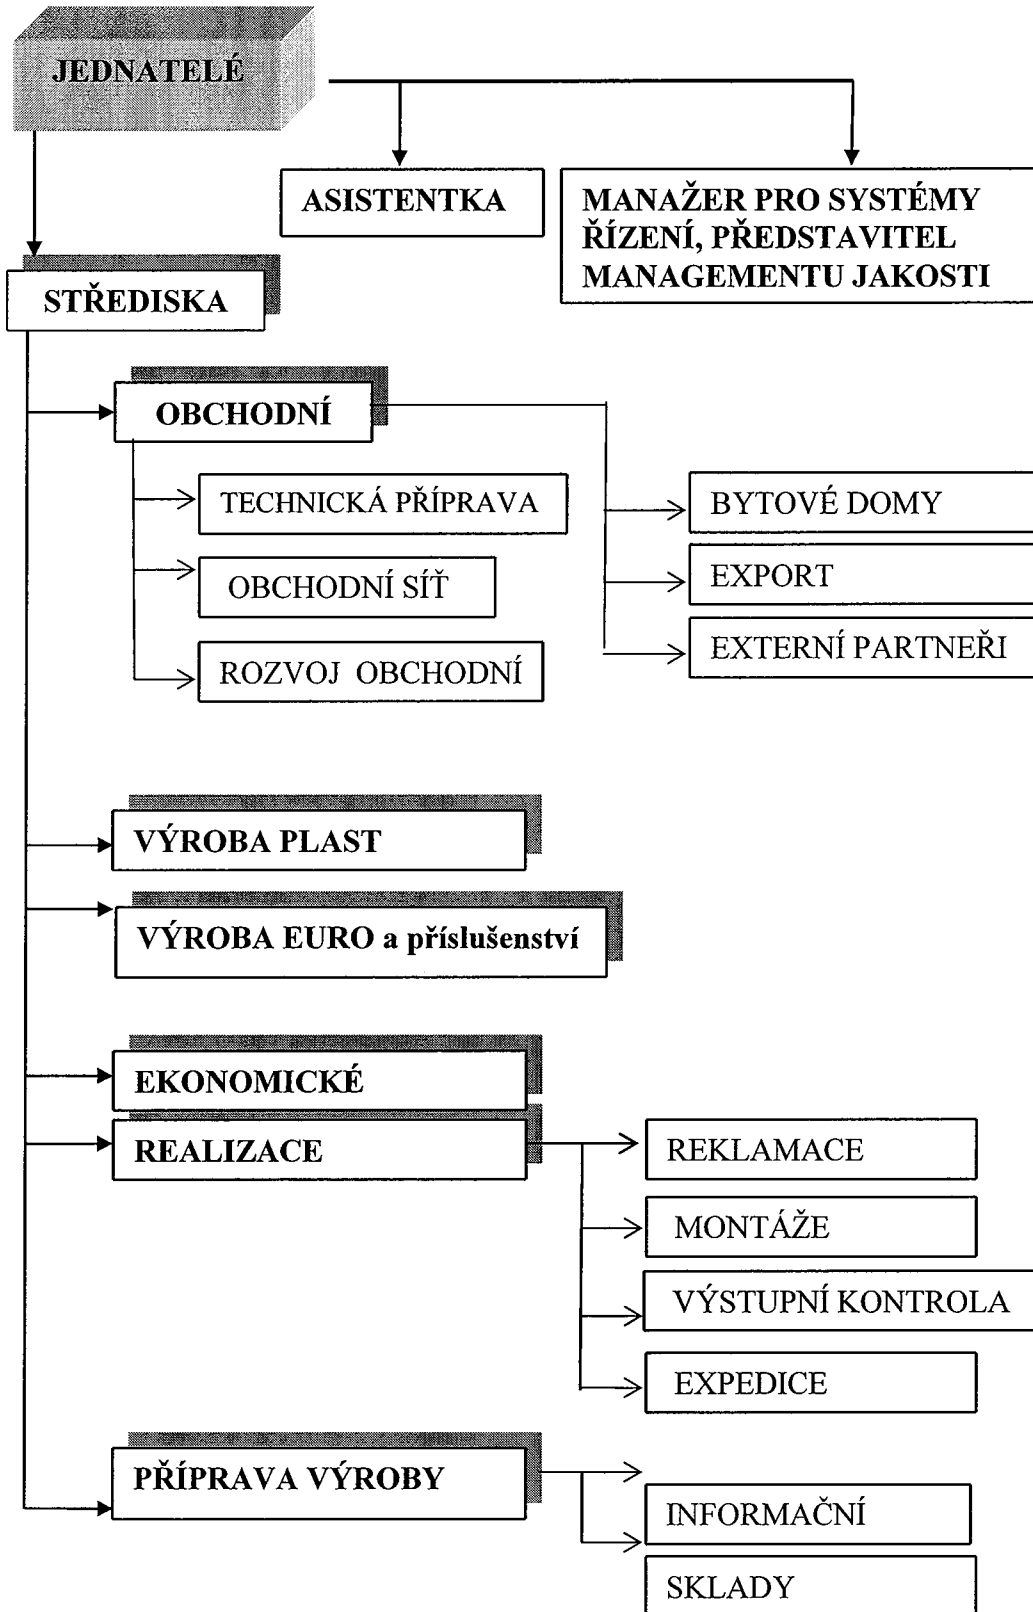 JEDNATELÉ
ASISTENTKA
MANAŽER PRO SYSTÉMY
ŘÍZENÍ, PŘEDSTAVITEL
MANAGEMENTU JAKOSTI
STŘEDISKA
OBCHODNÍ
TECHNICKÁ PŘÍPRAVA
OBCHODNÍ SÍŤ
ROZVOJ OBCHODNÍ
BYTOVÉ DOMY
EXPORT
EXTERNÍ PARTNEŘI
VÝROBA PLAST
VÝROBA EURO a příslušenství
EKONOMICKÉ
REALIZACE
REKLAMACE
MONTÁŽE
VÝSTUPNÍ KONTROLA
EXPEDICE
PŘÍPRAVA VÝROBY
INFORMAČNÍ
SKLADY